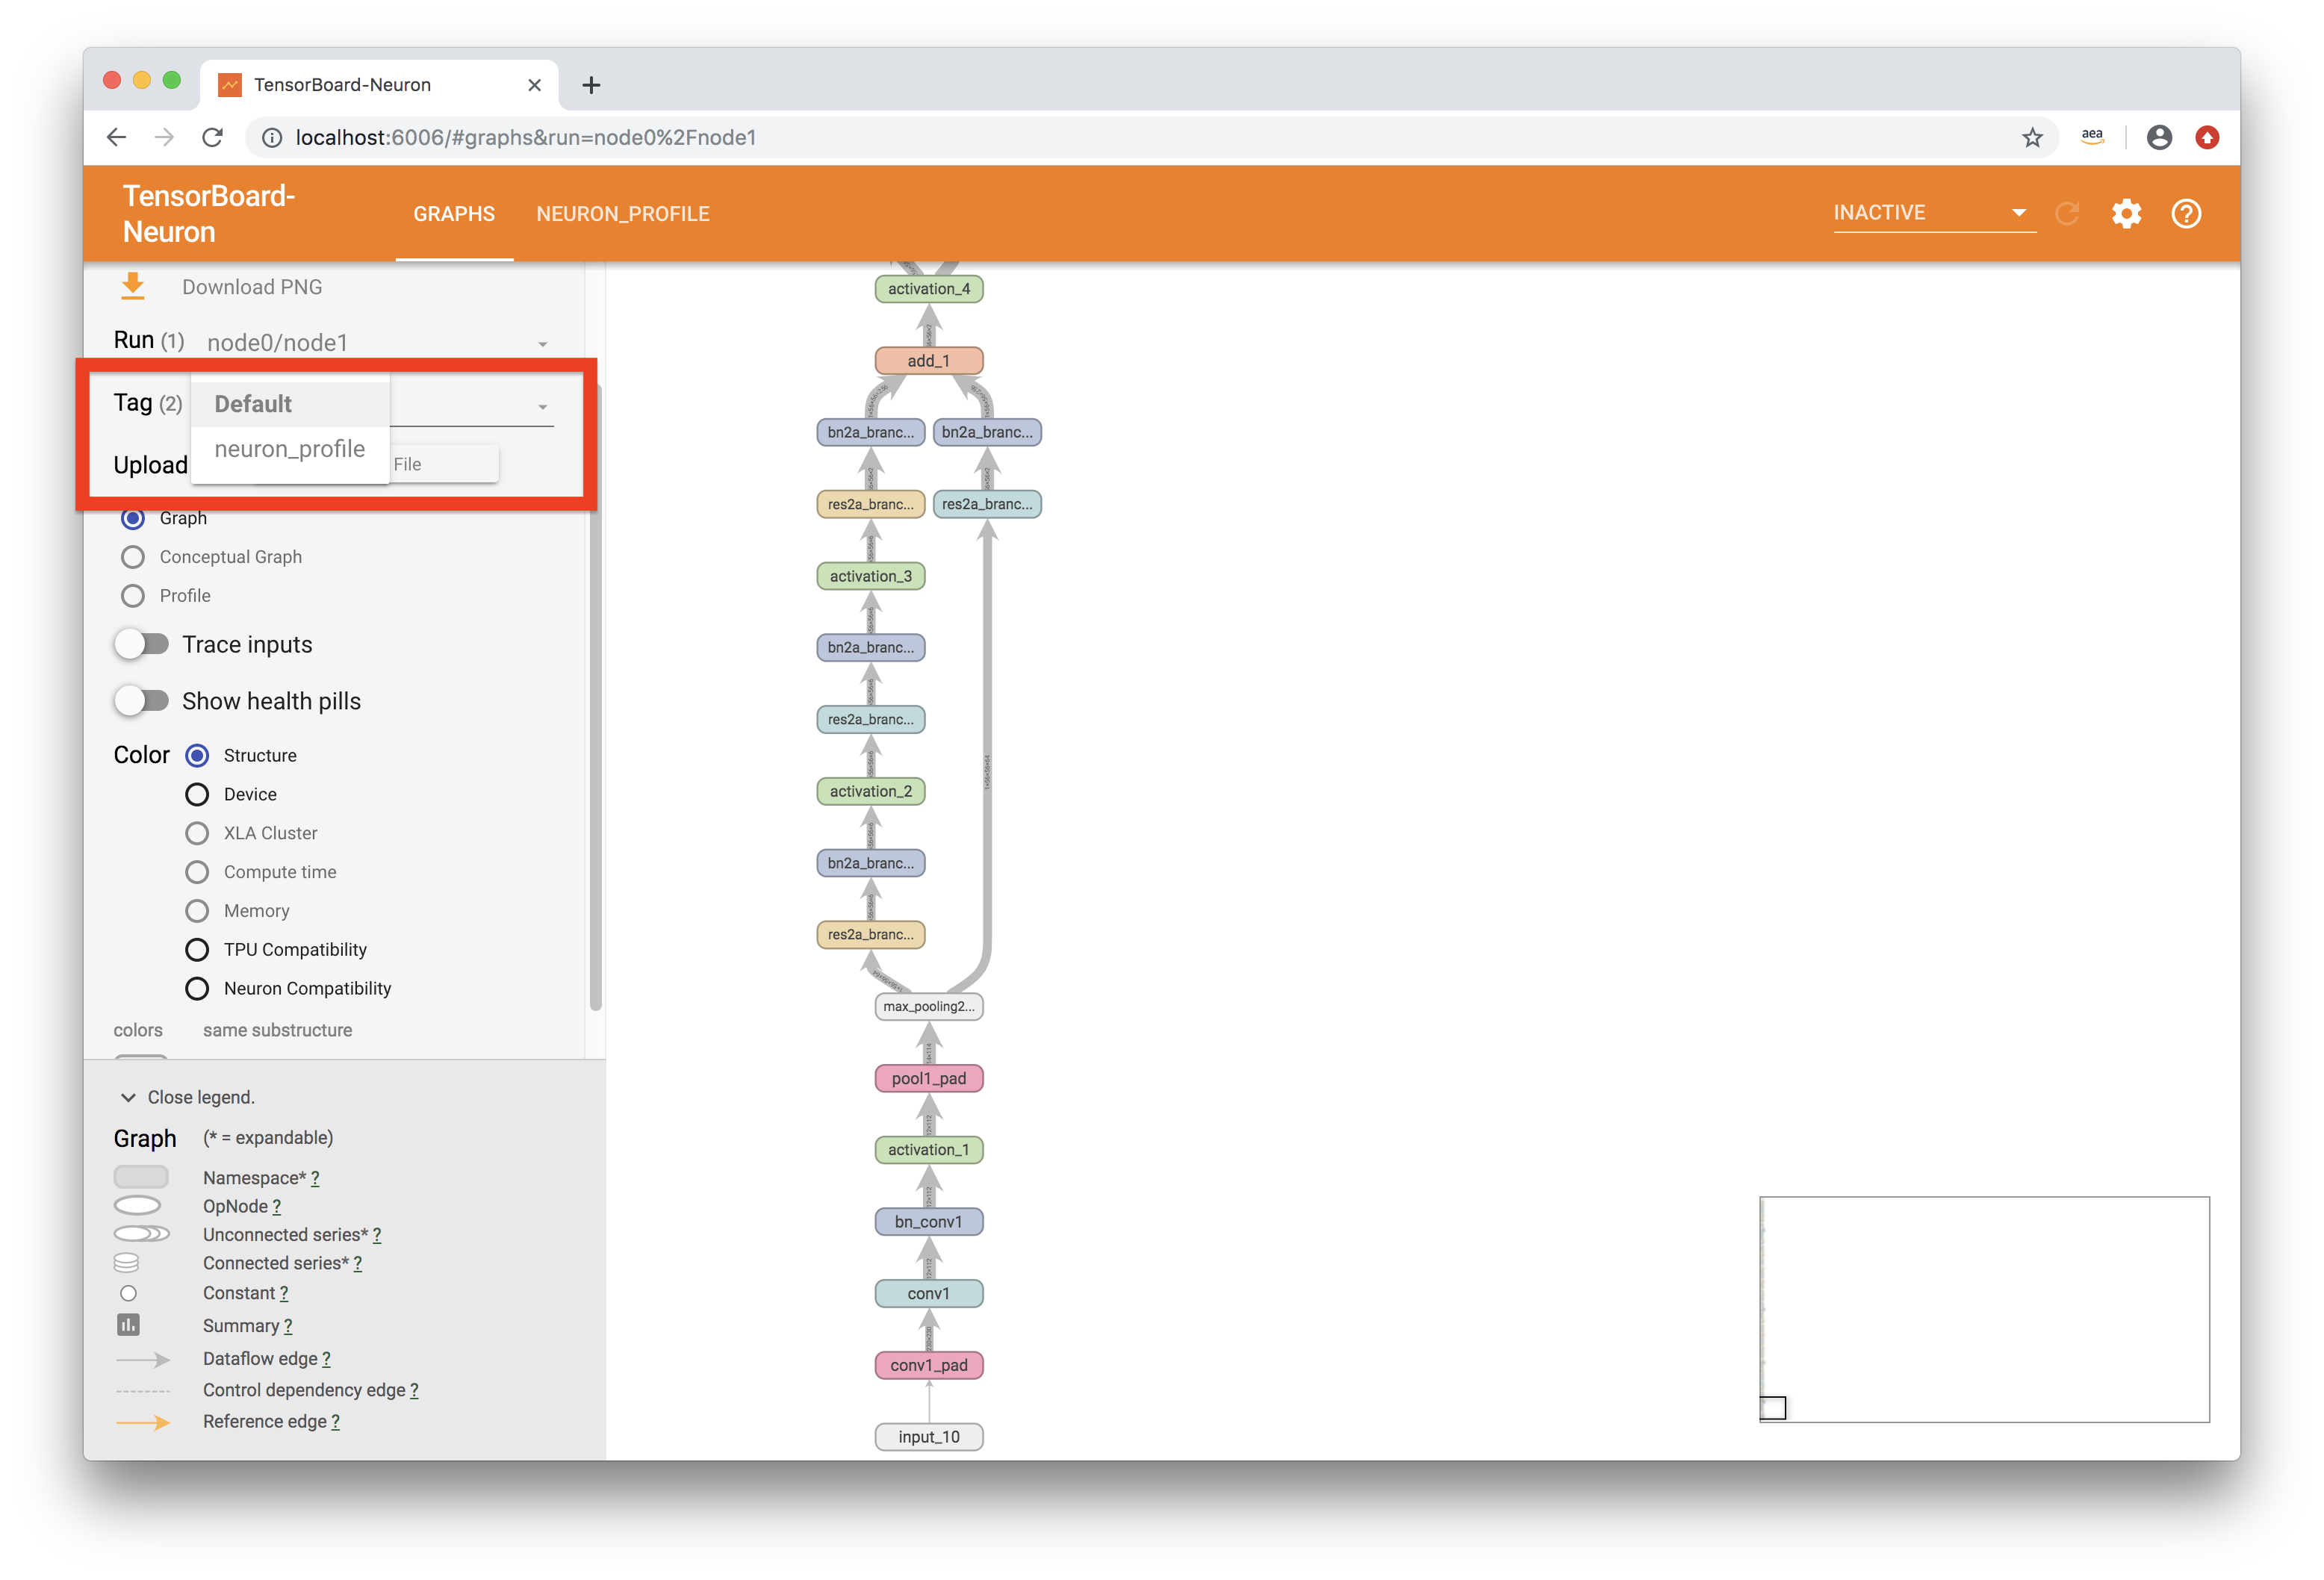 TensorBoard-Neuron
localhost:6006/#graphs&run=node0%2Fnode1
aea
TensorBoard-
Neuron
GRAPHS
NEURON_PROFILE
INACTIVE
Download PNG
Run (1) node0/node1
Tag (2) Default
neuron_profile
Upload File
Graph
Conceptual Graph
Profile
Trace inputs
Show health pills
Color Structure
Device
XLA Cluster
Compute time
Memory
TPU Compatibility
Neuron Compatibility
colors same substructure
Close legend.
Graph (* = expandable)
Namespace* ?
OpNode ?
Unconnected series* ?
Connected series* ?
Constant ?
Summary ?
Dataflow edge ?
Control dependency edge ?
Reference edge ?
activation_4
add_1
bn2a_branc... bn2a_branc...
res2a_branc... res2a_branc...
activation_3
bn2a_branc...
res2a_branc...
activation_2
bn2a_branc...
res2a_branc...
1×56×56×64
max_pooling2...
pool1_pad
activation_1
bn_conv1
conv1
conv1_pad
input_10